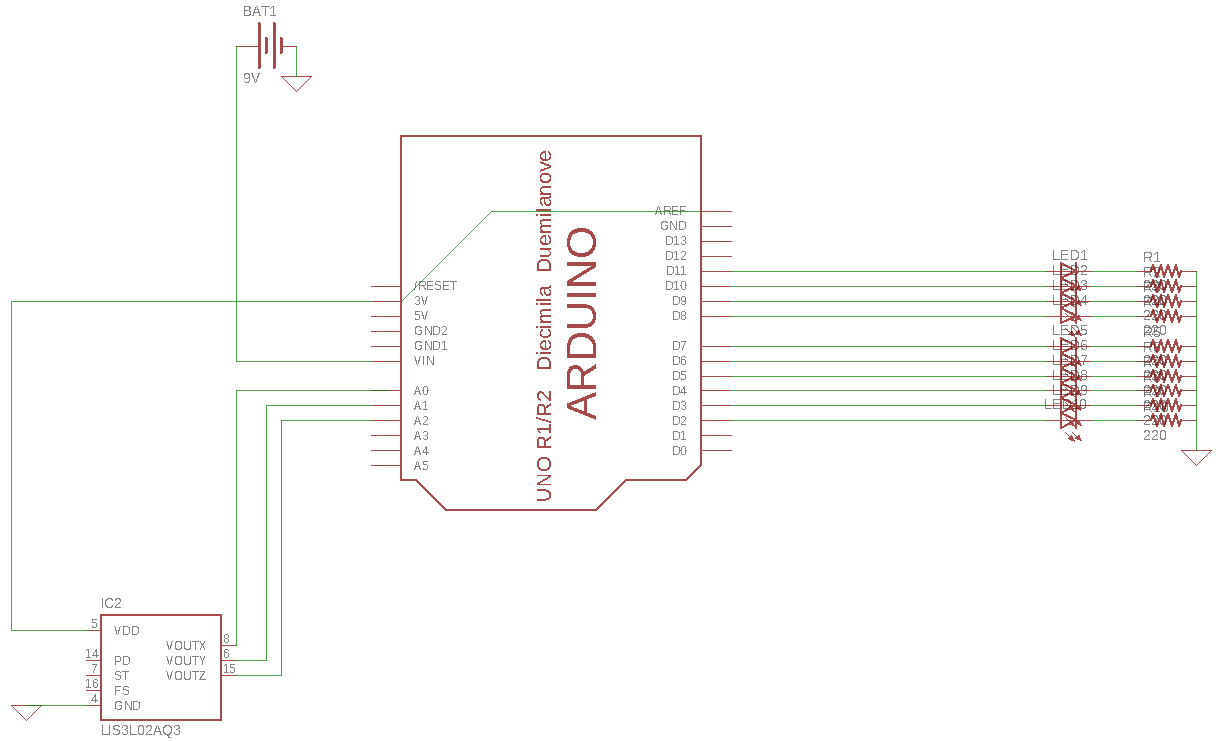 BAT1
9V
UNO R1/R2 Diecimila Duemilanove
ARDUINO
/RESET
3V
5V
GND2
GND1
VIN
A0
A1
A2
A3
A4
A5
AREF
GND
D13
D12
D11
D10
D9
D8
D7
D6
D5
D4
D3
D2
D1
D0
LED1
LED2
LED3
LED4
LED5
LED6
LED7
LED8
LED9
LED10
R1
220
220
IC2
5
VDD
14
PD
7
ST
16
FS
4
GND
VOUTX
8
VOUTY
6
VOUTZ
15
LIS3L02AQ3